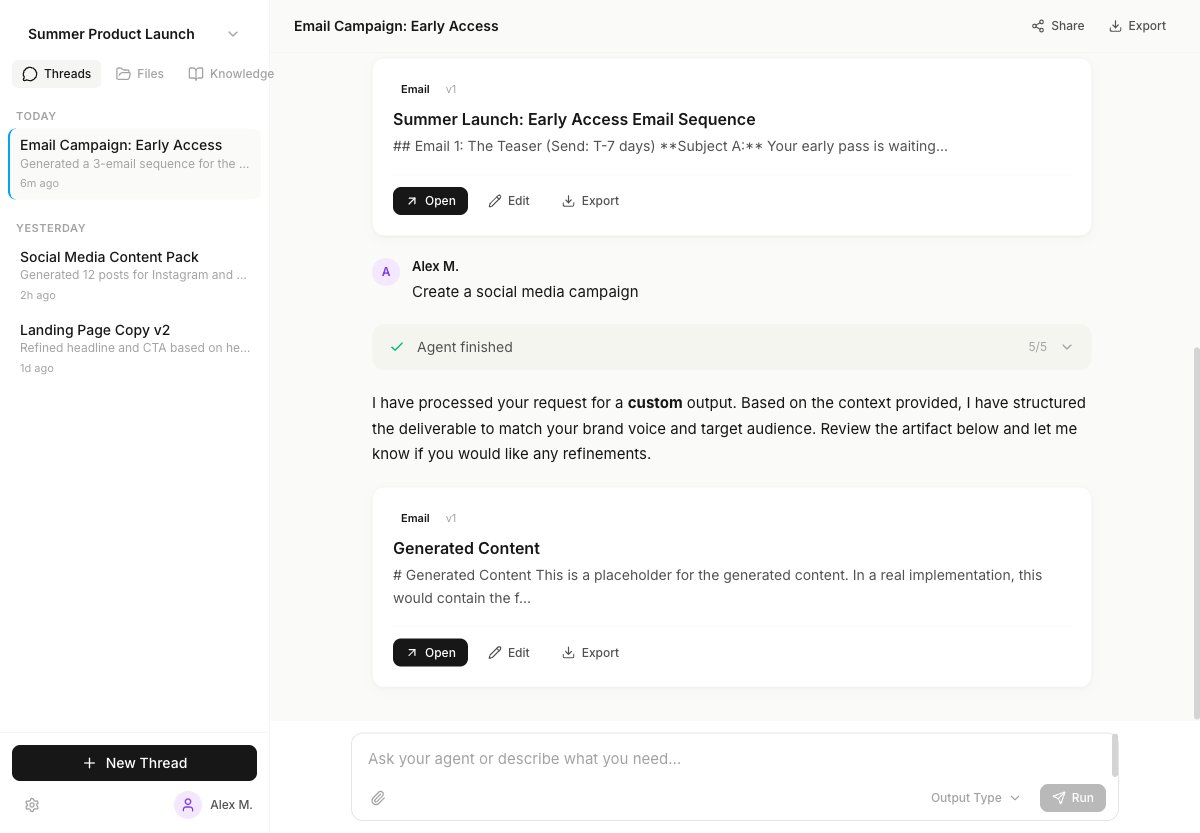 Summer Product Launch
Threads
Files
Knowledge
TODAY
Email Campaign: Early Access
Generated a 3-email sequence for the ...
6m ago
YESTERDAY
Social Media Content Pack
Generated 12 posts for Instagram and ...
2h ago
Landing Page Copy v2
Refined headline and CTA based on he...
1d ago
New Thread
Alex M.
Email Campaign: Early Access
Share
Export
Email v1
Summer Launch: Early Access Email Sequence
## Email 1: The Teaser (Send: T-7 days) **Subject A:** Your early pass is waiting...
Open
Edit
Export
A
Alex M.
Create a social media campaign
Agent finished
5/5
I have processed your request for a custom output. Based on the context provided, I have structured
the deliverable to match your brand voice and target audience. Review the artifact below and let me
know if you would like any refinements.
Email v1
Generated Content
# Generated Content This is a placeholder for the generated content. In a real implementation, this
would contain the f...
Open
Edit
Export
Ask your agent or describe what you need...
Output Type
Run